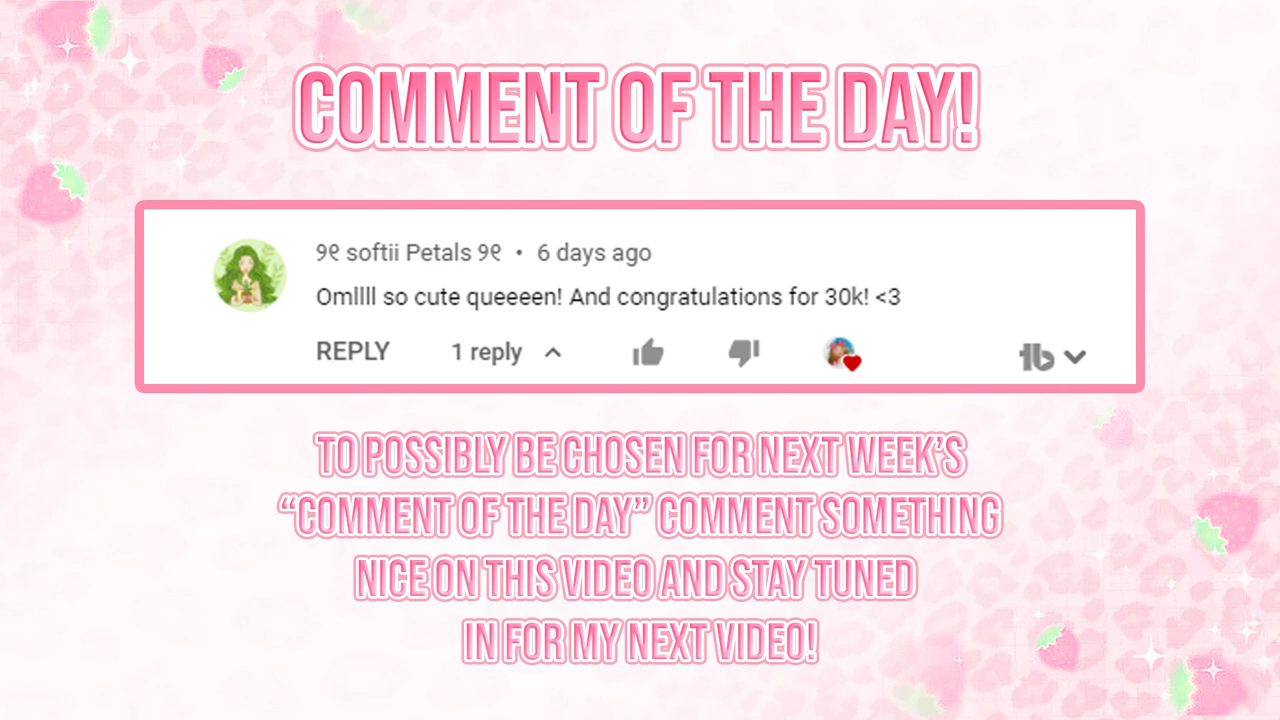 COMMENT OF THE DAY!
୨୧ softii Petals ୨୧ • 6 days ago
Omllll so cute queeeen! And congratulations for 30k! <3
REPLY 1 reply
TO POSSIBLY BE CHOSEN FOR NEXT WEEK'S
“COMMENT OF THE DAY” COMMENT SOMETHING
NICE ON THIS VIDEO AND STAY TUNED
IN FOR MY NEXT VIDEO!